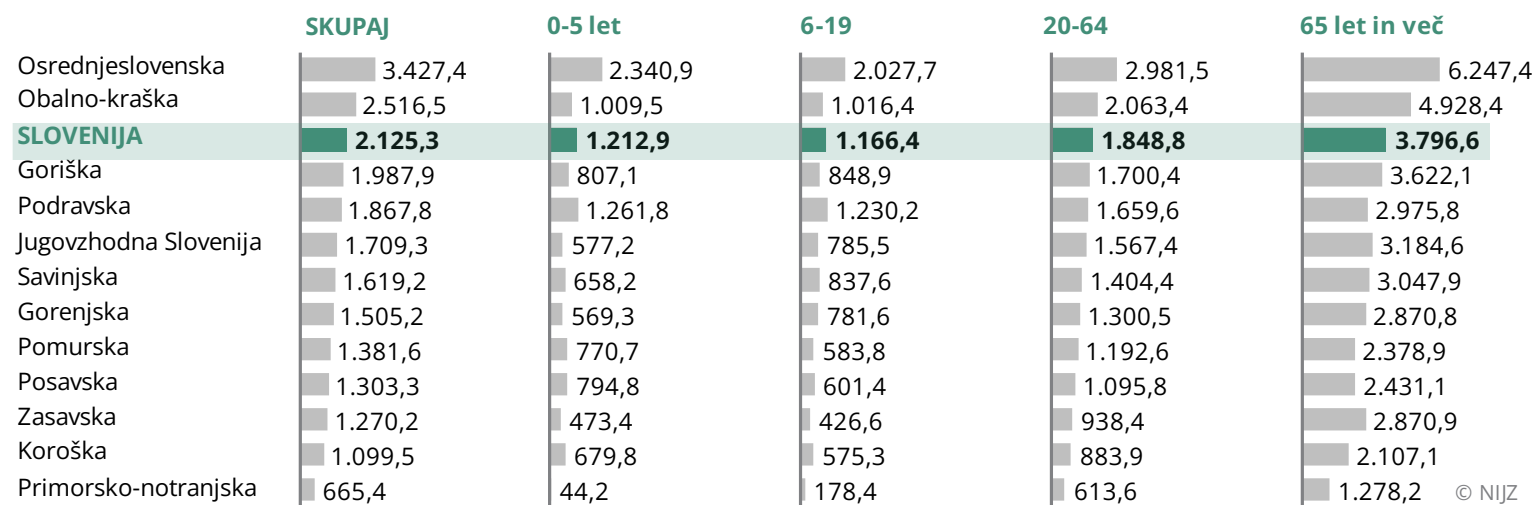 SKUPAJ 0-5 let 6-19 20-64 65 let in več
Osrednjeslovenska 3.427,4 2.340,9 2.027,7 2.981,5 6.247,4
Obalno-kraška 2.516,5 1.009,5 1.016,4 2.063,4 4.928,4
SLOVENIJA 2.125,3 1.212,9 1.166,4 1.848,8 3.796,6
Goriška 1.987,9 807,1 848,9 1.700,4 3.622,1
Podravska 1.867,8 1.261,8 1.230,2 1.659,6 2.975,8
Jugovzhodna Slovenija 1.709,3 577,2 785,5 1.567,4 3.184,6
Savinjska 1.619,2 658,2 837,6 1.404,4 3.047,9
Gorenjska 1.505,2 569,3 781,6 1.300,5 2.870,8
Pomurska 1.381,6 770,7 583,8 1.192,6 2.378,9
Posavska 1.303,3 794,8 601,4 1.095,8 2.431,1
Zasavska 1.270,2 473,4 426,6 938,4 2.870,9
Koroška 1.099,5 679,8 575,3 883,9 2.107,1
Primorsko-notranjska 665,4 44,2 178,4 613,6 1.278,2 © NIJZ